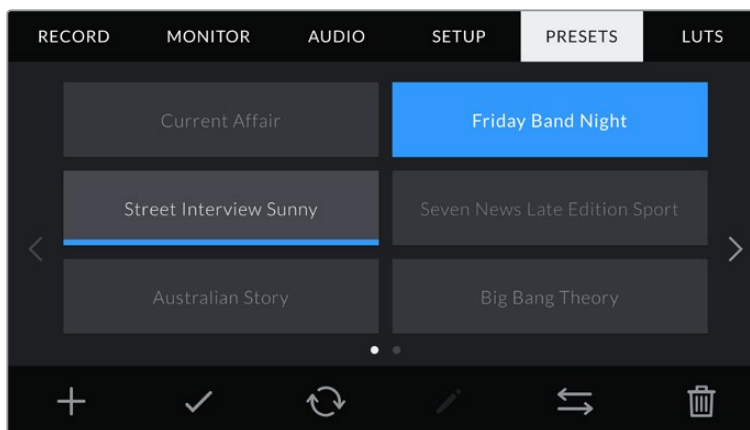 RECORD MONITOR AUDIO SETUP PRESETS LUTS
Current Affair Friday Band Night
Street Interview Sunny Seven News Late Edition Sport
Australian Story Big Bang Theory